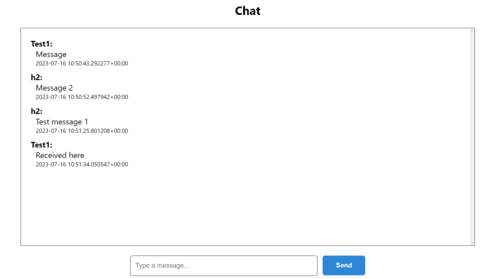 Chat
Test1:
Message
2023-07-16 10:50:43.292277+00:00
h2:
Message 2
2023-07-16 10:50:52.497942+00:00
h2:
Test message 1
2023-07-16 10:51:25.801208+00:00
Test1:
Received here
2023-07-16 10:51:34.050547+00:00
Type a message...
Send